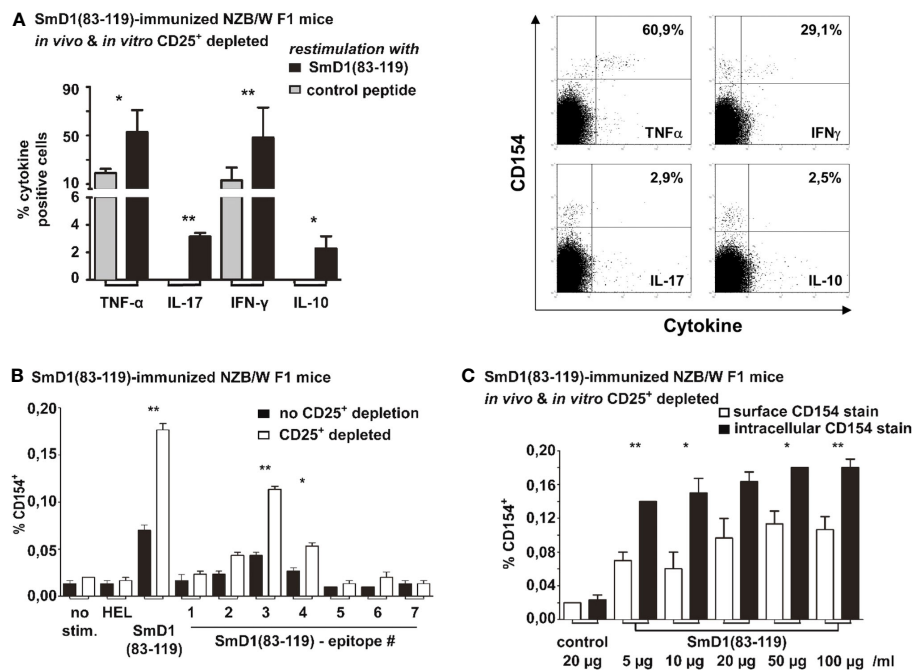 A SmD1(83-119)-immunized NZB/W F1 mice
in vivo & in vitro CD25+ depleted
restimulation with
SmD1(83-119)
control peptide
% cytokine
positive cells
90
50
10
6
4
2
0
*
**
**
*
TNF-α IL-17 IFN-γ IL-10
CD154
60,9%
TNFα
29,1%
IFNγ
2,9%
IL-17
2,5%
IL-10
Cytokine
B SmD1(83-119)-immunized NZB/W F1 mice
no CD25+ depletion
CD25+ depleted
% CD154+
0,20
0,15
0,10
0,05
0,00
**
**
*
no
stim.
HEL
SmD1
(83-119)
1 2 3 4 5 6 7
SmD1(83-119) - epitope #
C SmD1(83-119)-immunized NZB/W F1 mice
in vivo & in vitro CD25+ depleted
surface CD154 stain
intracellular CD154 stain
% CD154+
0,20
0,16
0,12
0,08
0,04
0,00
** * * **
control
SmD1(83-119)
20 µg 5 µg 10 µg 20 µg 50 µg 100 µg /ml